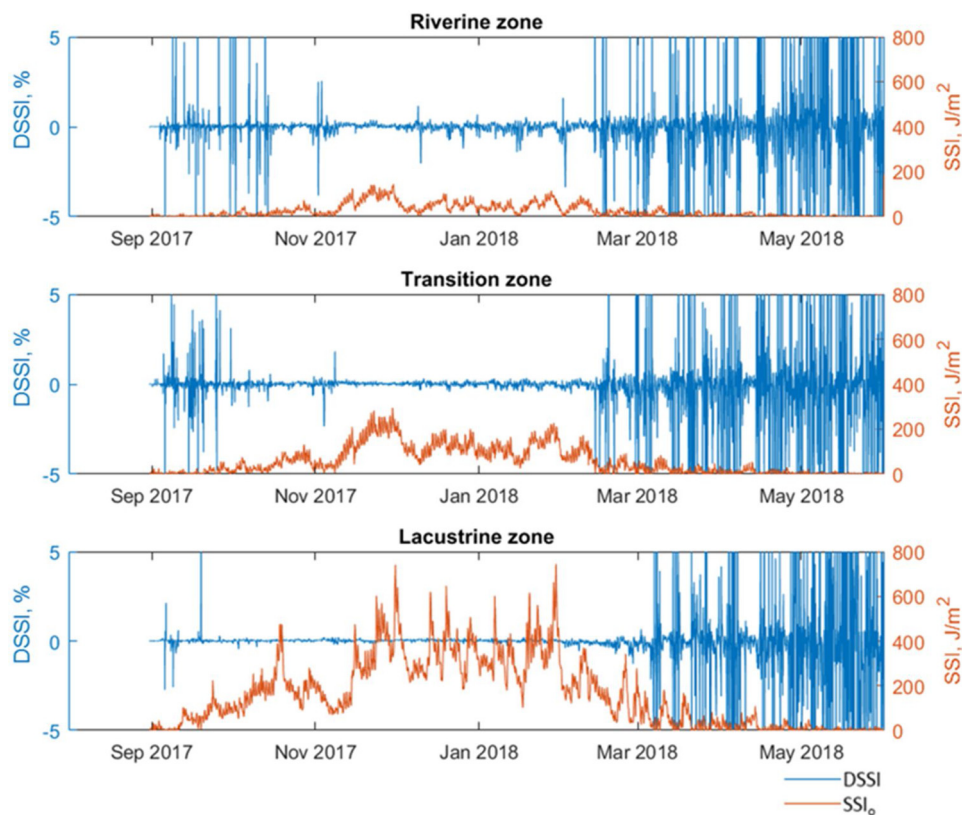 Riverine zone
5
0
-5
DSSI, %
800
600
400
200
0
SSI, J/m²
Sep 2017 Nov 2017 Jan 2018 Mar 2018 May 2018
Transition zone
5
0
-5
DSSI, %
800
600
400
200
0
SSI, J/m²
Sep 2017 Nov 2017 Jan 2018 Mar 2018 May 2018
Lacustrine zone
5
0
-5
DSSI, %
800
600
400
200
0
SSI, J/m²
Sep 2017 Nov 2017 Jan 2018 Mar 2018 May 2018
DSSI
SSIₒ